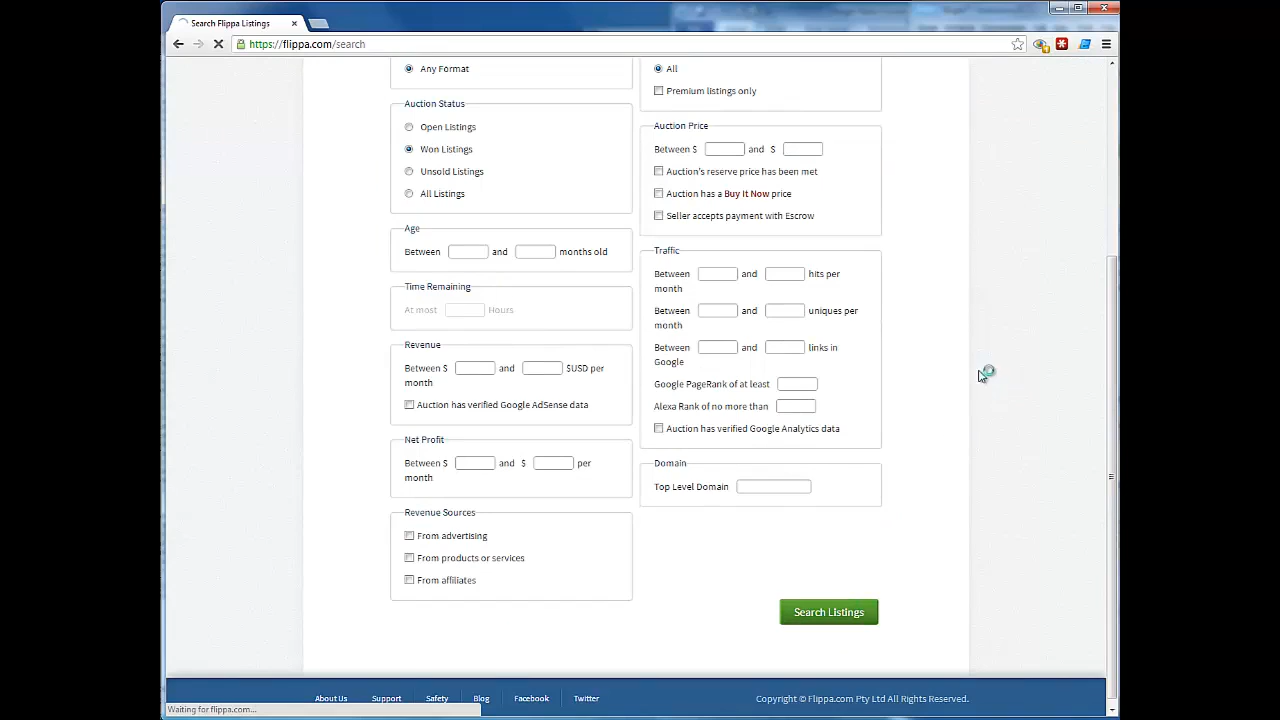 Search Flippa Listings
https://flippa.com/search
Any Format
Auction Status
Open Listings
Won Listings
Unsold Listings
All Listings
Age
Between and months old
Time Remaining
At most Hours
Revenue
Between $ and $USD per
month
Auction has verified Google AdSense data
Net Profit
Between $ and $ per
month
Revenue Sources
From advertising
From products or services
From affiliates
All
Premium listings only
Auction Price
Between $ and $
Auction's reserve price has been met
Auction has a Buy It Now price
Seller accepts payment with Escrow
Traffic
Between and hits per
month
Between and uniques per
month
Between and links in
Google
Google PageRank of at least
Alexa Rank of no more than
Auction has verified Google Analytics data
Domain
Top Level Domain
Search Listings
About Us Support Safety Blog Facebook Twitter Copyright © Flippa.com Pty Ltd All Rights Reserved.
Waiting for flippa.com...